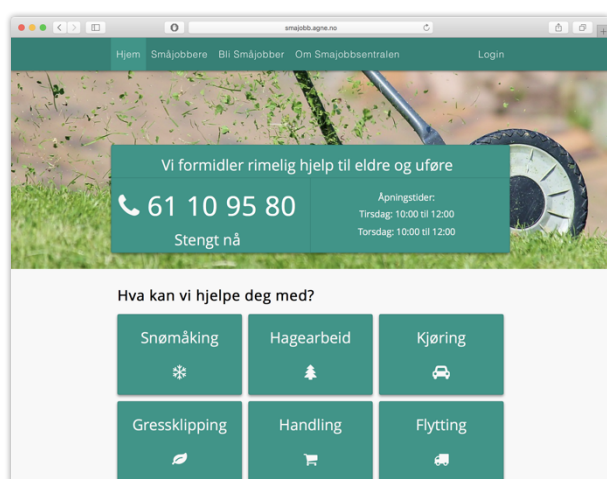 smajobb.agne.no
Hjem Småjobbere Bli Småjobber Om Smajobbsentralen Login
Vi formidler rimelig hjelp til eldre og uføre
61 10 95 80
Stengt nå
Åpningstider:
Tirsdag: 10:00 til 12:00
Torsdag: 10:00 til 12:00
Hva kan vi hjelpe deg med?
Snømåking Hagearbeid Kjøring
Gressklipping Handling Flytting